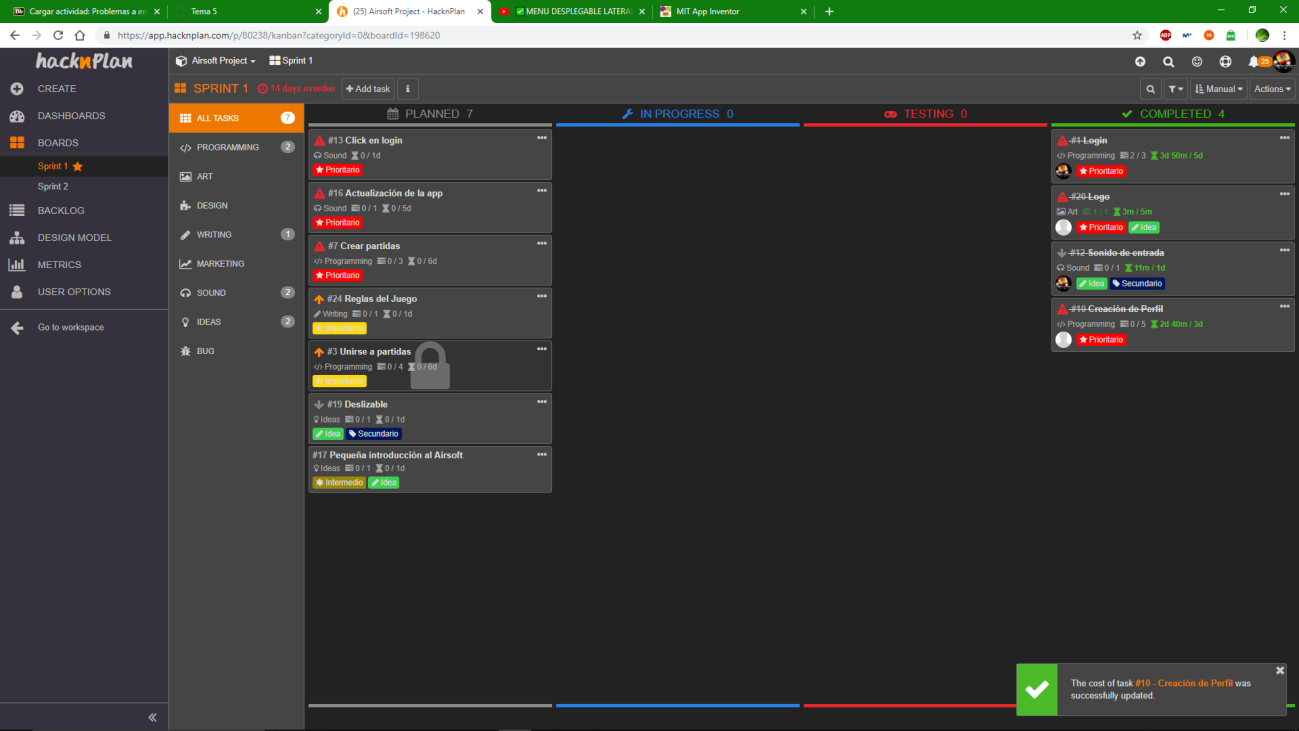 Cargar actividad: Problemas a en
Tema 5
(25) Airsoft Project - HacknPlan
MENU DESPLEGABLE LATERA
MIT App Inventor
https://app.hacknplan.com/p/80238/kanban?categoryId=0&boardId=198620
hacknPlan
Airsoft Project
Sprint 1
26
CREATE
DASHBOARDS
BOARDS
Sprint 1
Sprint 2
BACKLOG
DESIGN MODEL
METRICS
USER OPTIONS
Go to workspace
SPRINT 1
14 days overdue
Add task
Manual
Actions
ALL TASKS 7
PROGRAMMING 2
ART
DESIGN
WRITING 1
MARKETING
SOUND 2
IDEAS 2
BUG
PLANNED 7
#13 Click en login
Sound 0 / 1d
Prioritario
#16 Actualización de la app
Sound 0 / 1 0 / 5d
Prioritario
#7 Crear partidas
Programming 0 / 3 0 / 6d
Prioritario
#24 Reglas del Juego
Writing 0 / 1 0 / 1d
#3 Unirse a partidas
Programming 0 / 4 0 / 6d
#19 Deslizable
Ideas 0 / 1 0 / 1d
Idea Secundario
#17 Pequeña introducción al Airsoft
Ideas 0 / 1 0 / 1d
Intermedio Idea
IN PROGRESS 0
TESTING 0
COMPLETED 4
#1 Login
Programming 2 / 3 3d 50m / 5d
Prioritario
#20 Logo
Art 1 / 1 3m / 5m
Prioritario Idea
#12 Sonido de entrada
Sound 0 / 1 11m / 1d
Idea Secundario
#10 Creación de Perfil
Programming 0 / 5 2d 40m / 3d
Prioritario
The cost of task #10 - Creación de Perfil was
successfully updated.